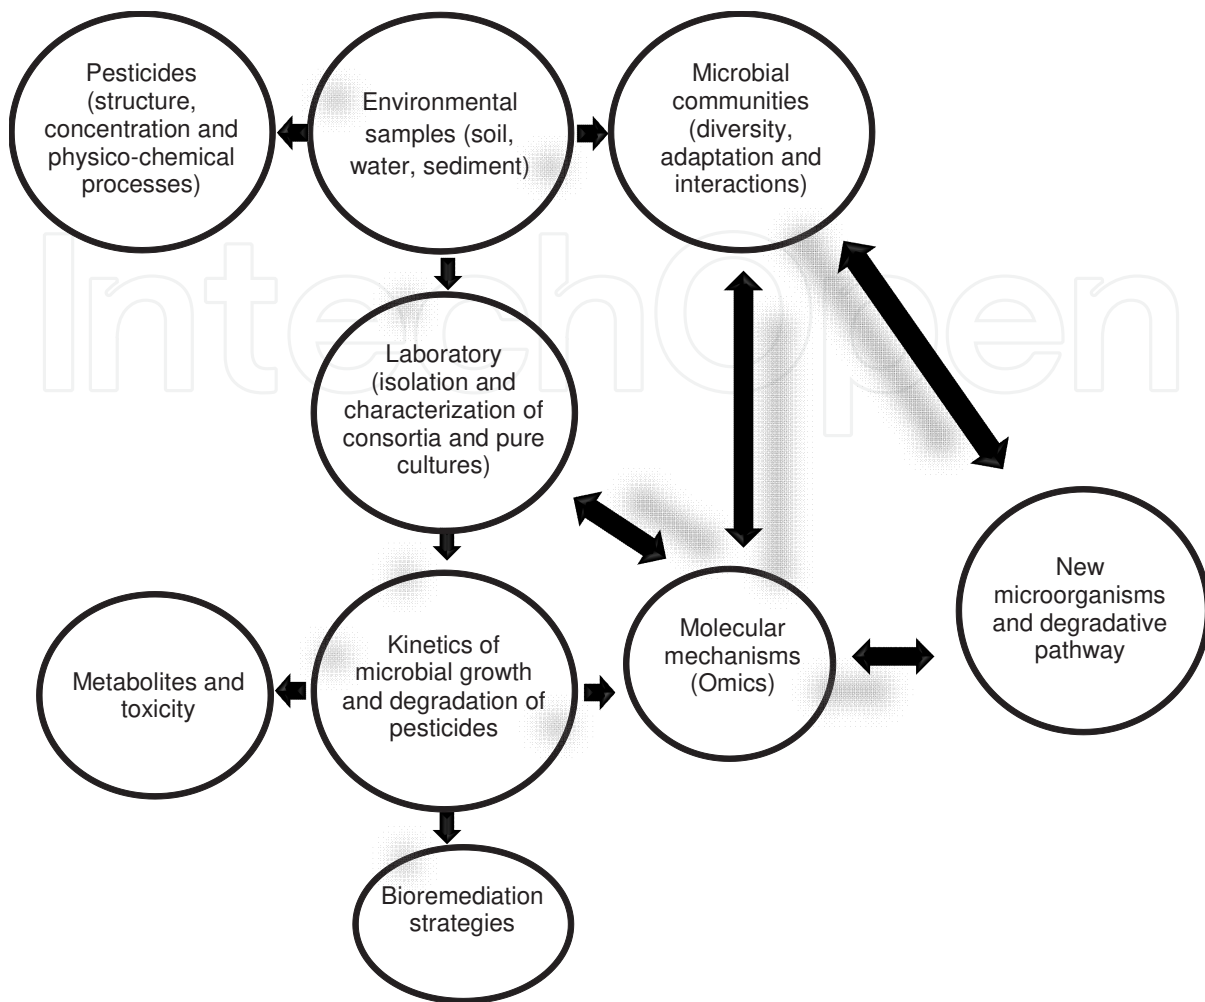 Pesticides
(structure,
concentration and
physico-chemical
processes)
Environmental
samples (soil,
water, sediment)
Microbial
communities
(diversity,
adaptation and
interactions)
IntechOpen
Laboratory
(isolation and
characterization of
consortia and pure
cultures)
New
microorganisms
and degradative
pathway
Metabolites and
toxicity
Kinetics of
microbial growth
and degradation of
pesticides
Molecular
mechanisms
(Omics)
Bioremediation
strategies